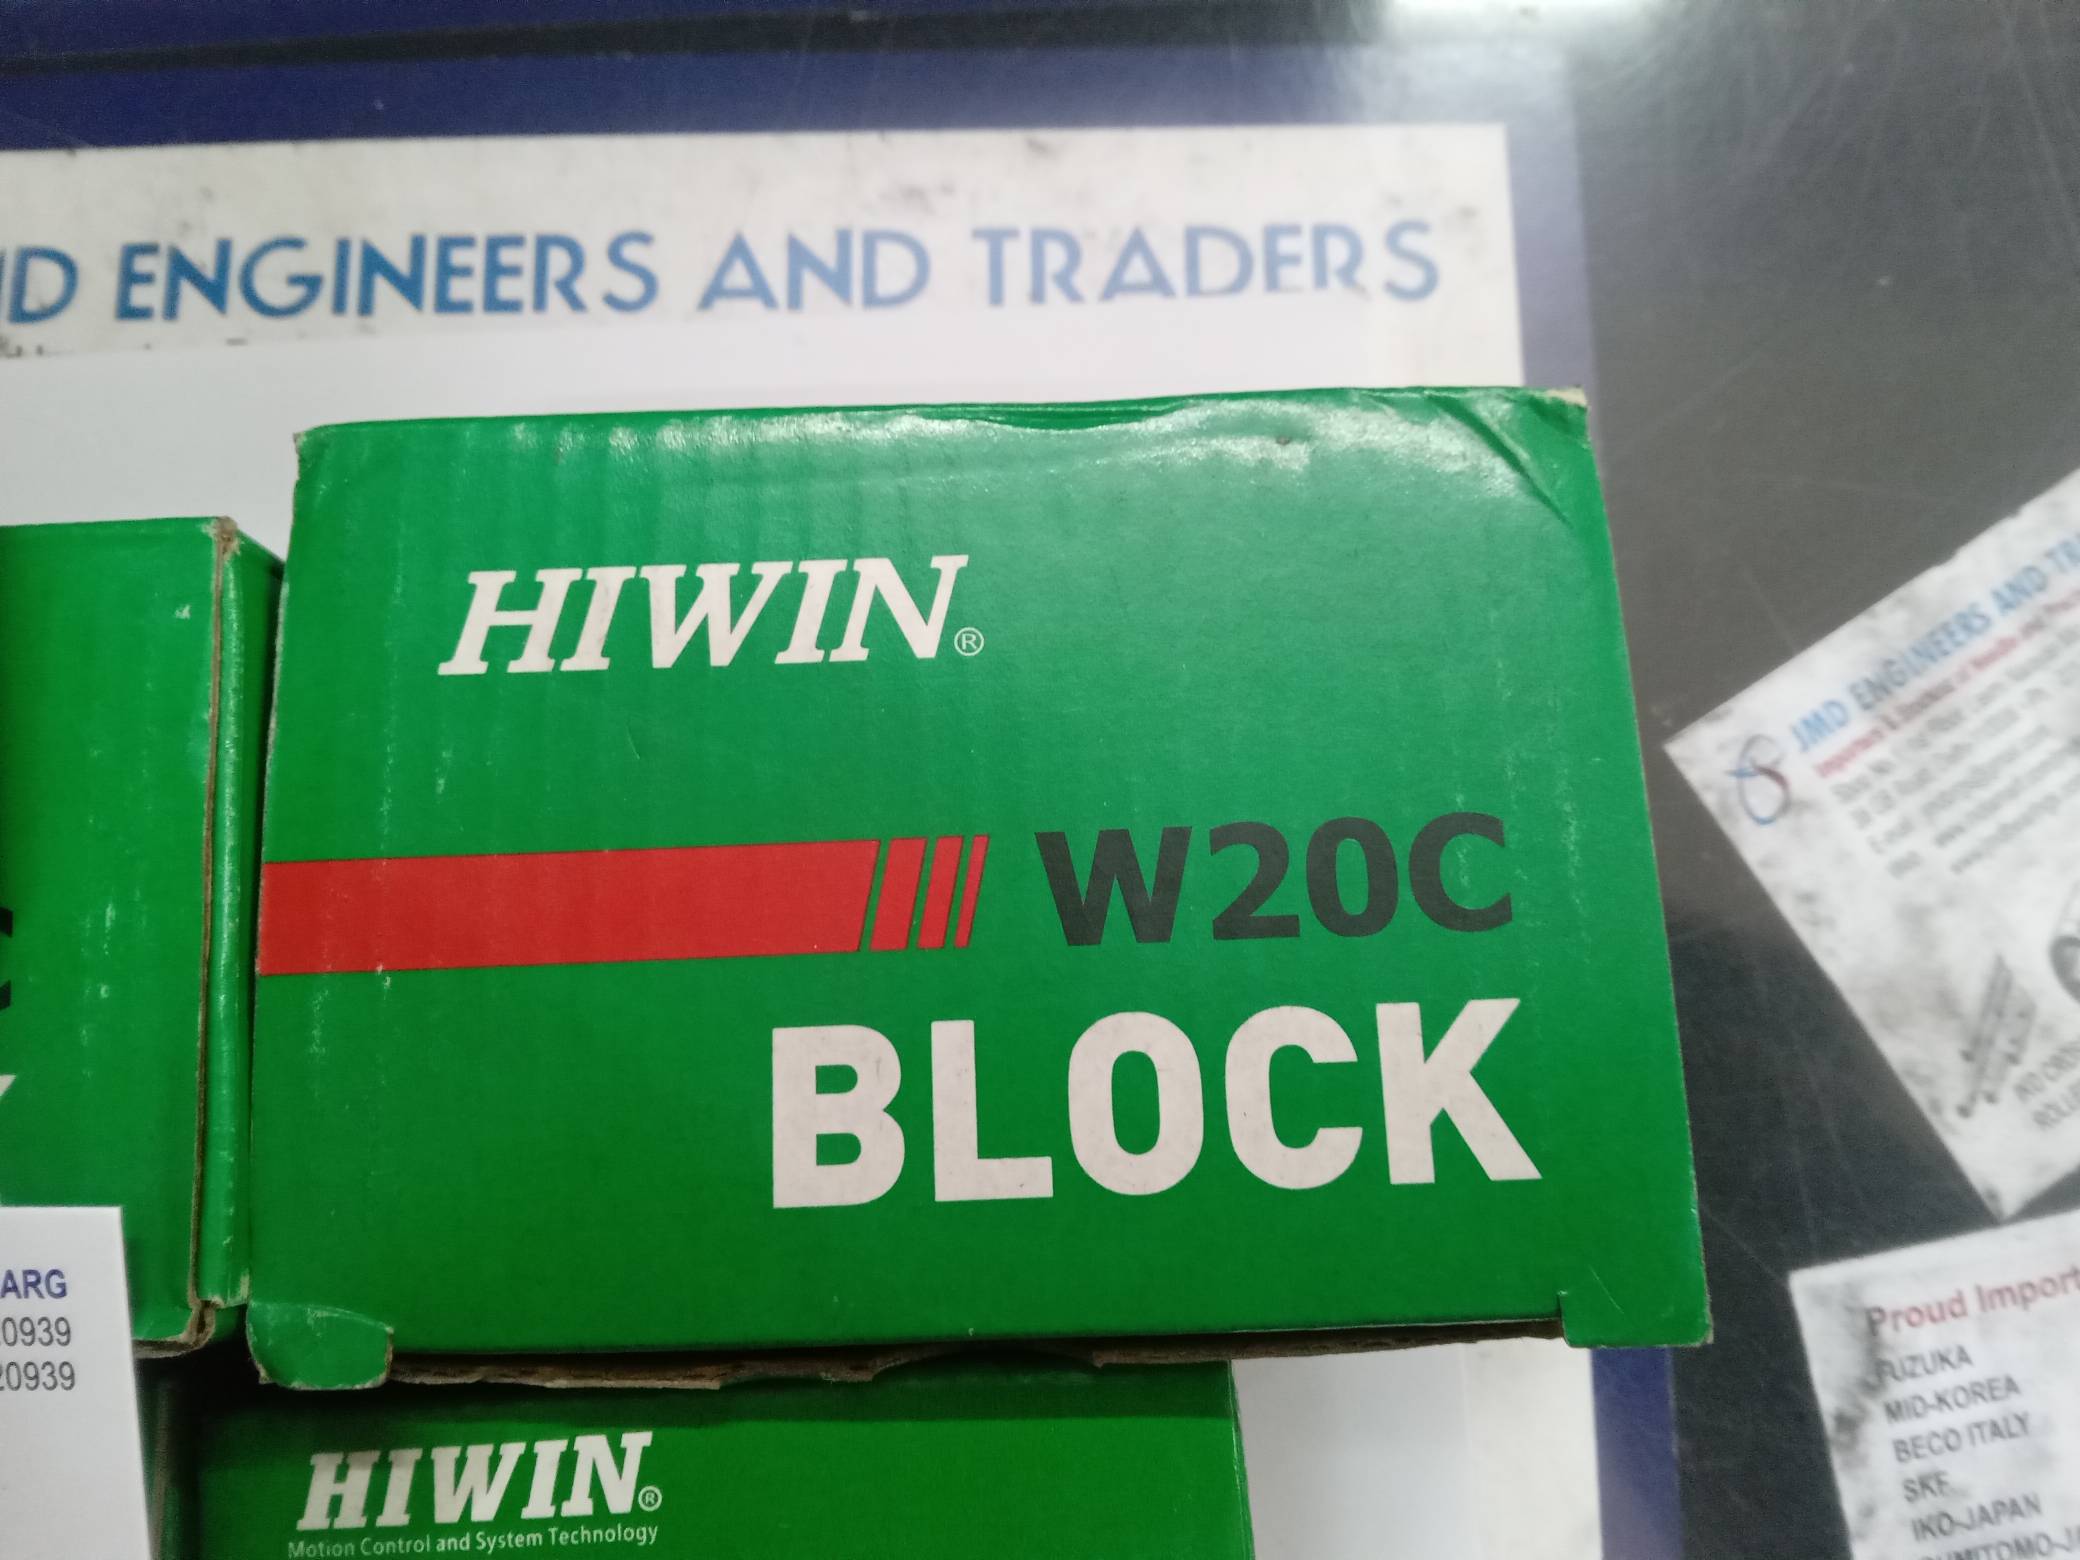 D ENGINEERS AND TRADERS
HIWIN®
W20C
BLOCK
ARG
0939
20939
HIWIN®
Motion Control and System Technology
JMD ENGINEERS AND TR
Proud Import
FUZUKA
MID-KOREA
BECO ITALY
SKF
IKO-JAPAN